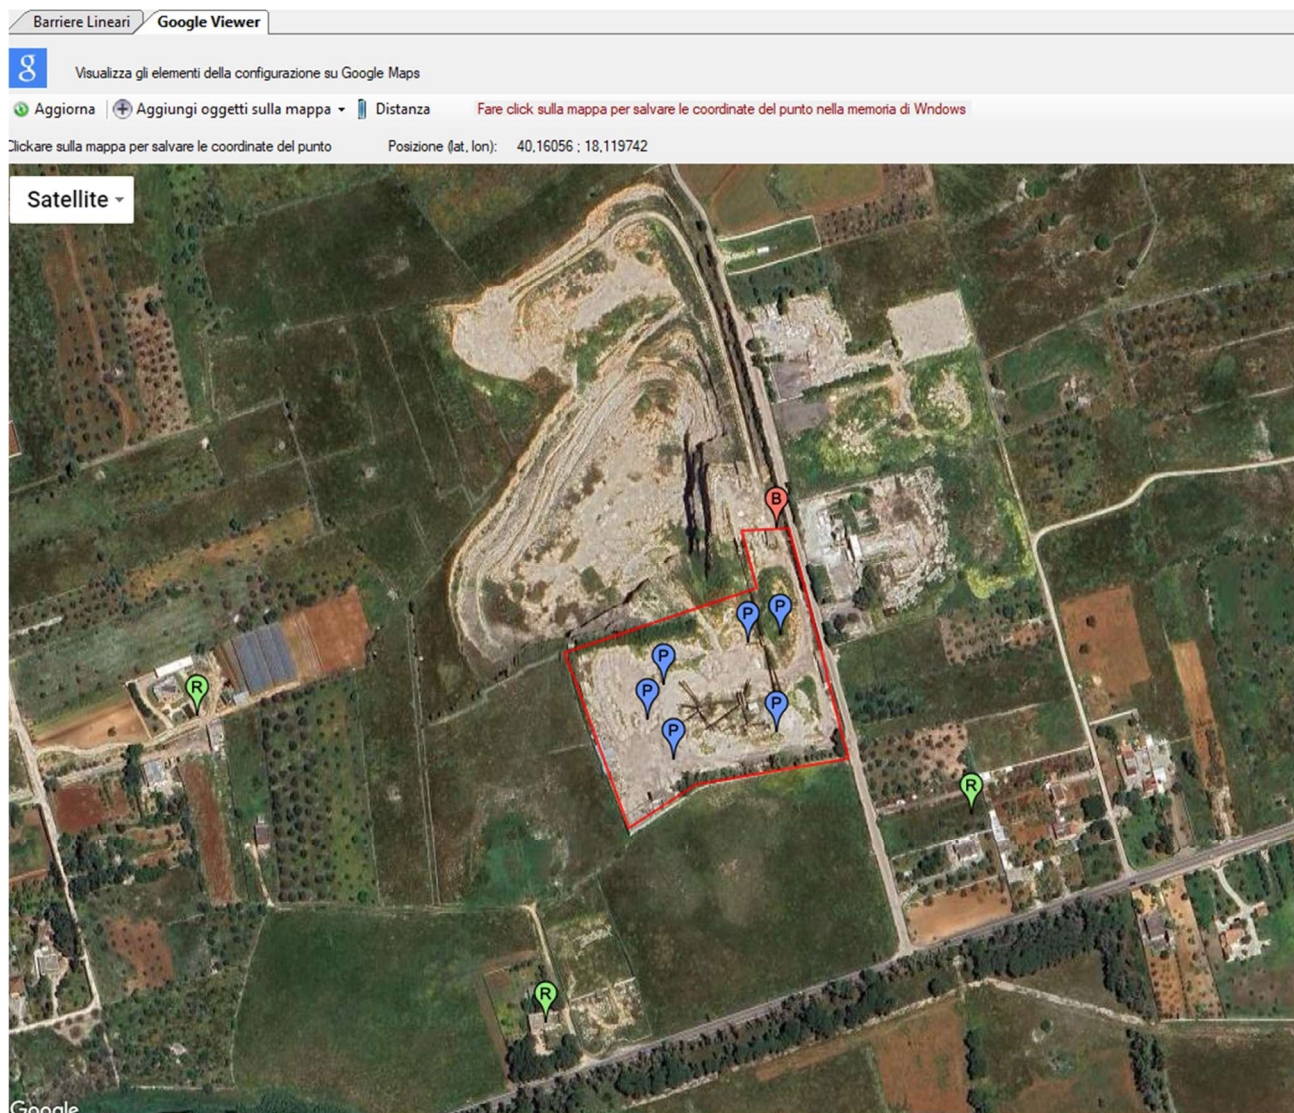 Barriere Lineari Google Viewer
g Visualizza gli elementi della configurazione su Google Maps
Aggiorna Aggiungi oggetti sulla mappa Distanza Fare click sulla mappa per salvare le coordinate del punto nella memoria di Wndows
Clickare sulla mappa per salvare le coordinate del punto Posizione (lat, lon): 40,16056 ; 18,119742
Satellite
B
P P
P
R P
P P
R
R
Google